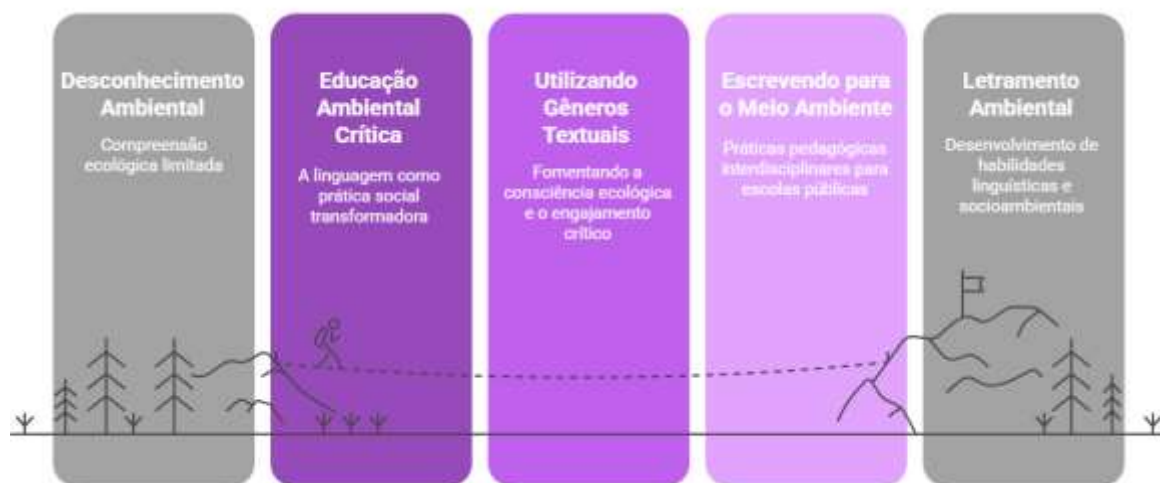 Desconhecimento
Ambiental
Compreensão
ecológica limitada
Educação
Ambiental
Crítica
A linguagem como
prática social
transformadora
Utilizando
Gêneros
Textuais
Fomentando a
consciência ecológica
e o engajamento
crítico
Escrevendo para
o Meio Ambiente
Práticas pedagógicas
interdisciplinares para
escolas públicas
Letramento
Ambiental
Desenvolvimento de
habilidades
linguísticas e
socioambientais